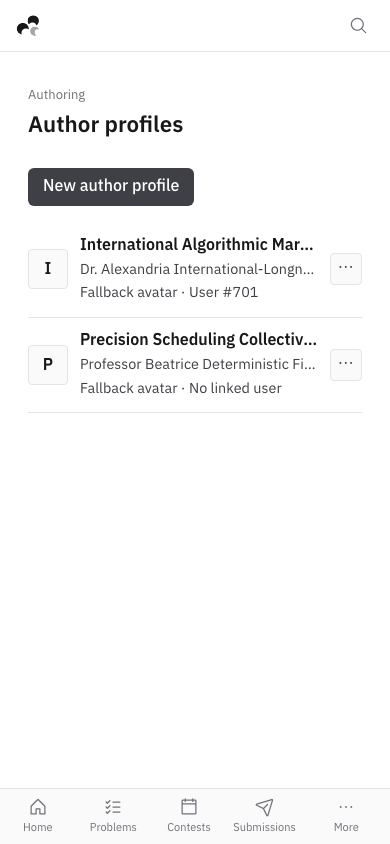 Authoring
Author profiles
New author profile
I
International Algorithmic Mar...
Dr. Alexandria International-Longn...
Fallback avatar · User #701
...
P
Precision Scheduling Collectiv...
Professor Beatrice Deterministic Fi...
Fallback avatar · No linked user
...
Home
Problems
Contests
Submissions
More